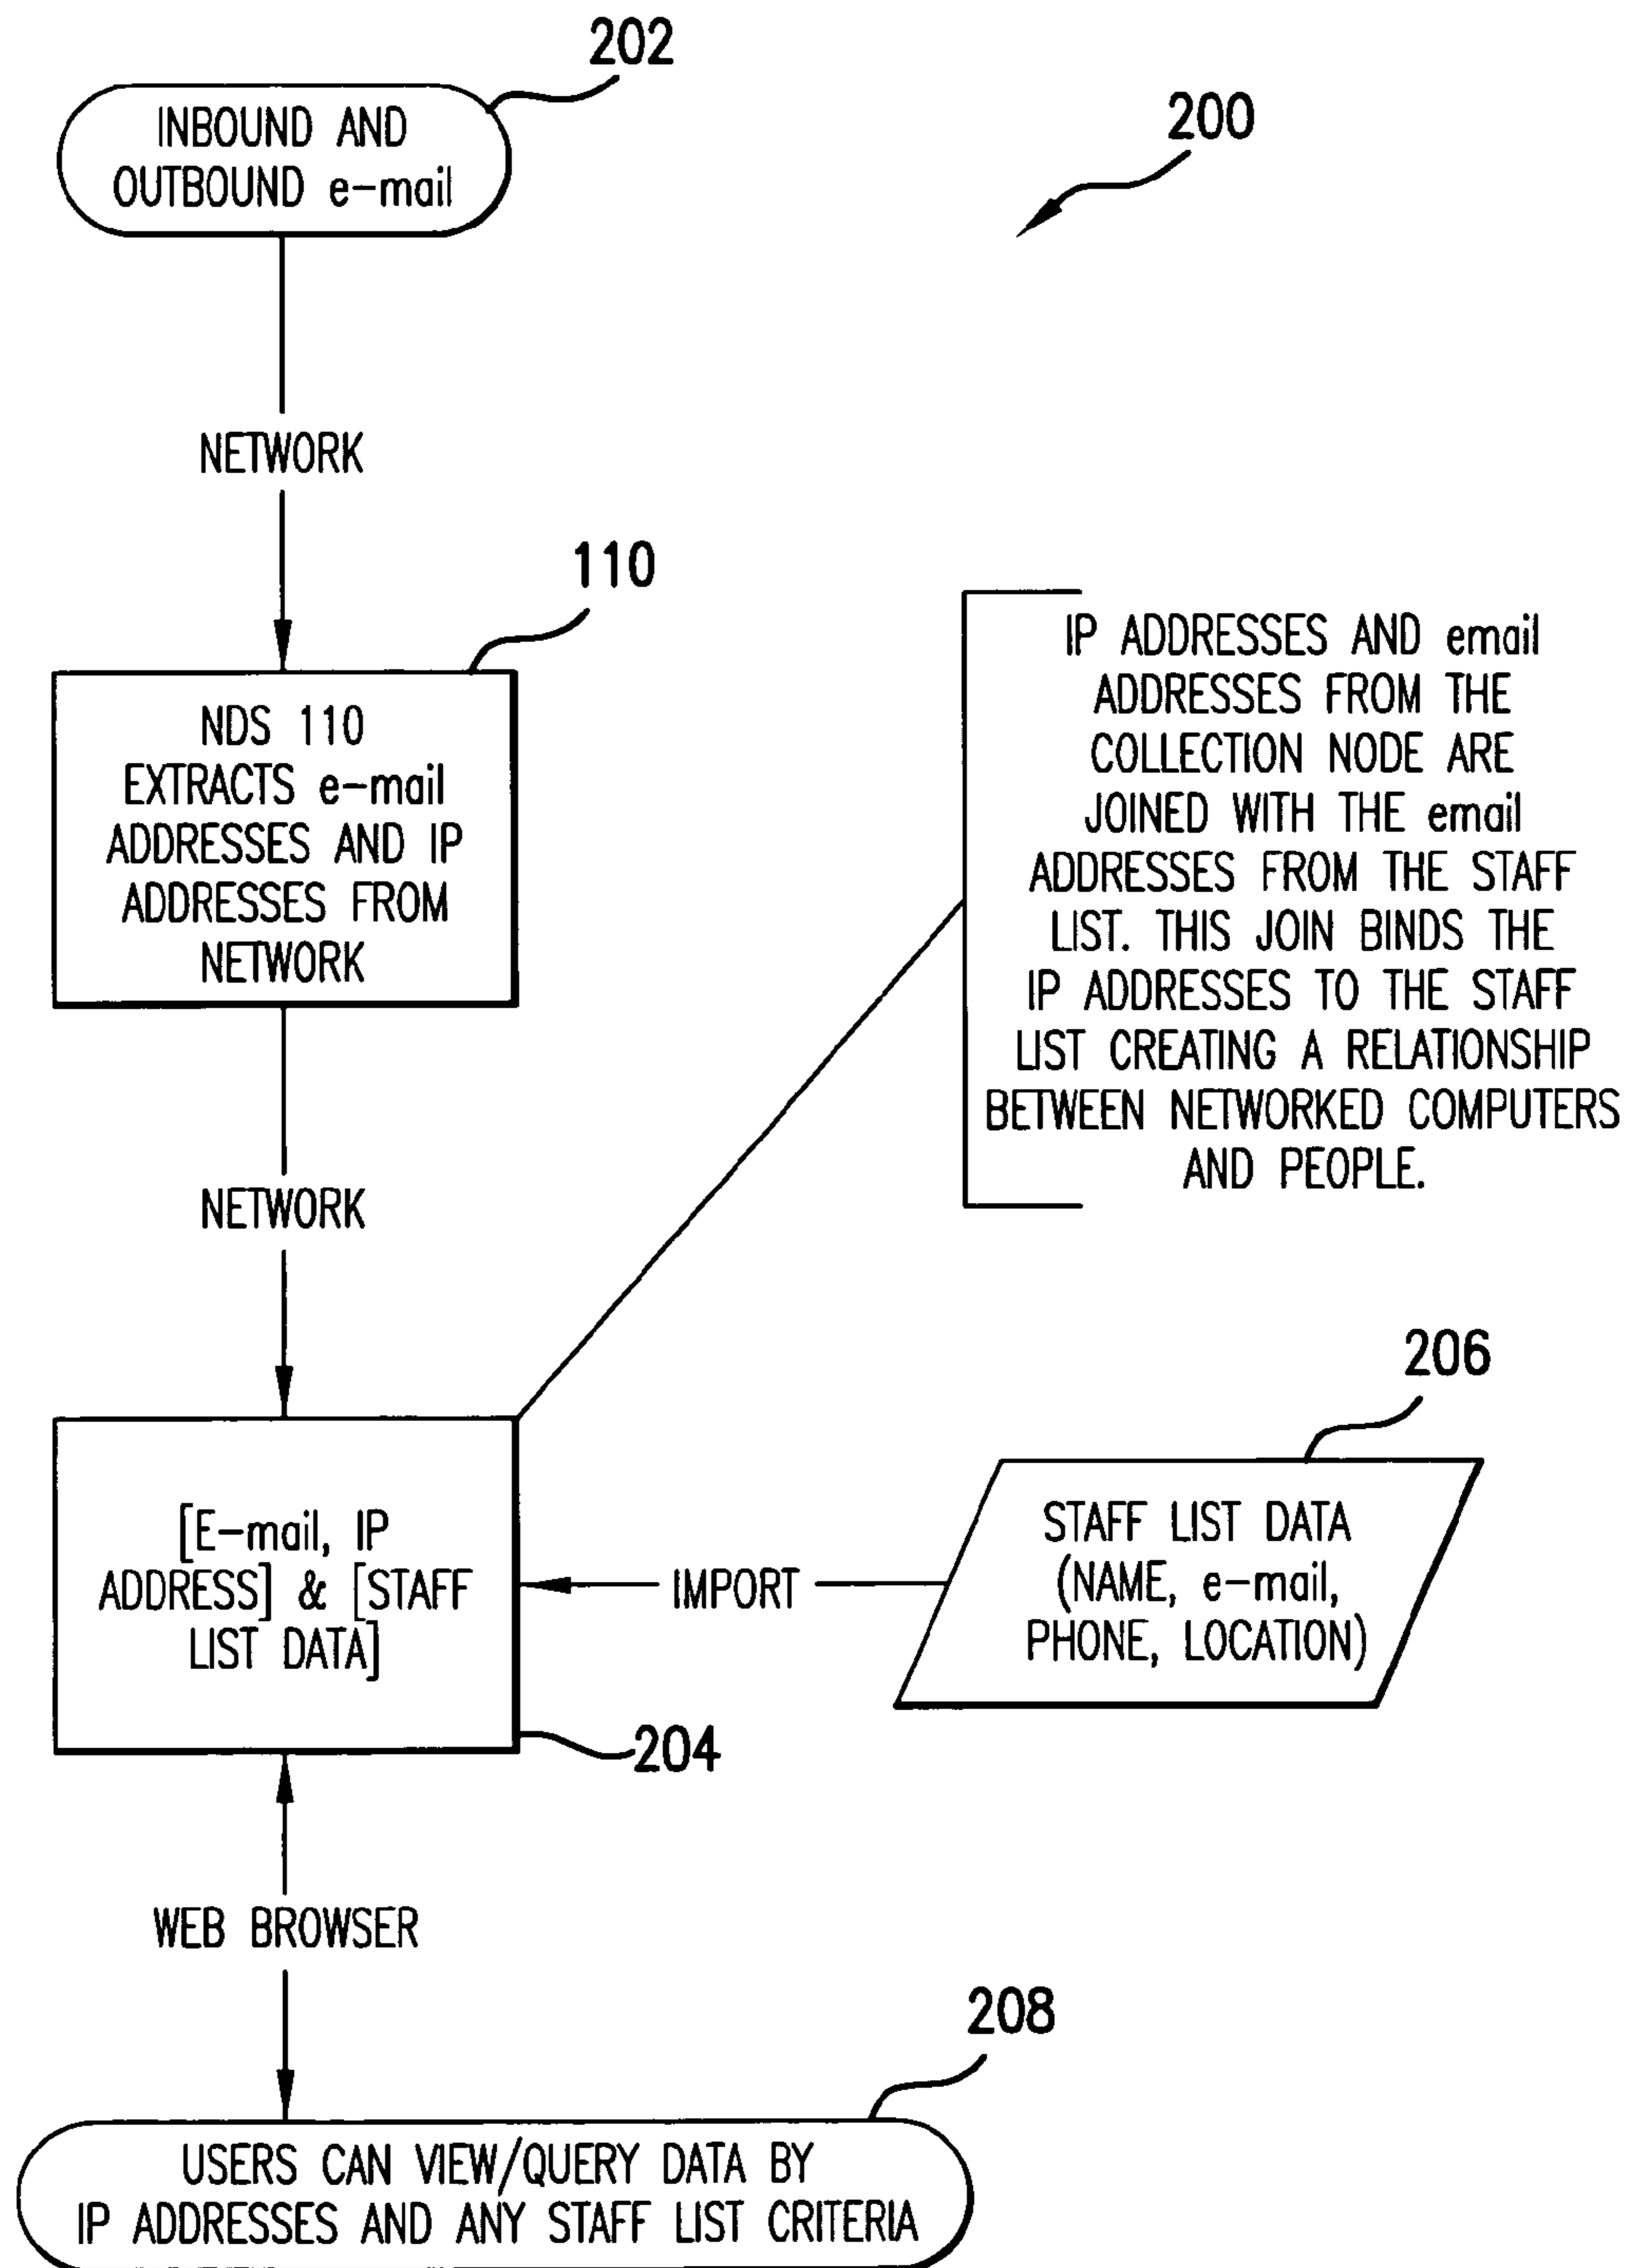 202
INBOUND AND
OUTBOUND e-mail
200
NETWORK
110
NDS 110
EXTRACTS e-mail
ADDRESSES AND IP
ADDRESSES FROM
NETWORK
IP ADDRESSES AND email
ADDRESSES FROM THE
COLLECTION NODE ARE
JOINED WITH THE email
ADDRESSES FROM THE STAFF
LIST. THIS JOIN BINDS THE
IP ADDRESSES TO THE STAFF
LIST CREATING A RELATIONSHIP
BETWEEN NETWORKED COMPUTERS
AND PEOPLE.
NETWORK
206
[E-mail, IP
ADDRESS] & [STAFF
LIST DATA]
IMPORT
STAFF LIST DATA
(NAME, e-mail,
PHONE, LOCATION)
204
WEB BROWSER
208
USERS CAN VIEW/QUERY DATA BY
IP ADDRESSES AND ANY STAFF LIST CRITERIA